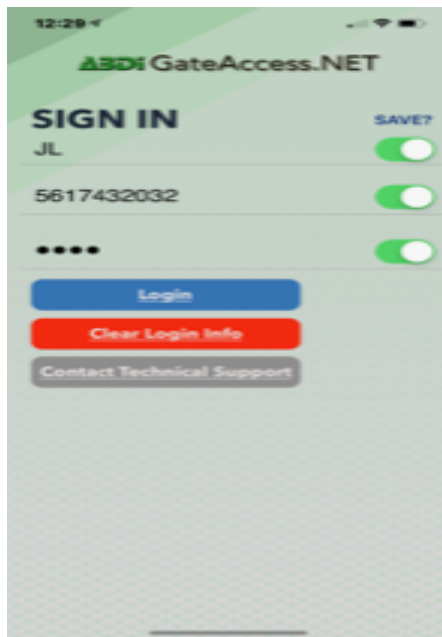 12:29
ABDi GateAccess.NET
SIGN IN
SAVE?
JL
5617432032
••••
Login
Clear Login Info
Contact Technical Support